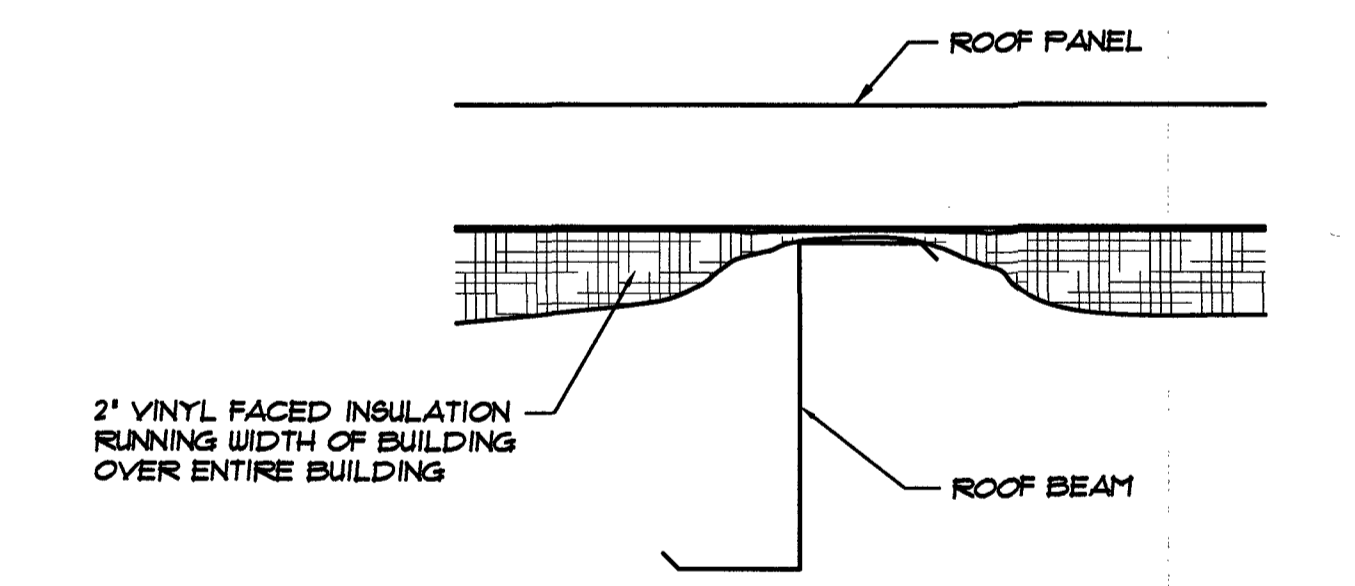 ROOF PANEL
2" VINYL FACED INSULATION
RUNNING WIDTH OF BUILDING
OVER ENTIRE BUILDING
ROOF BEAM